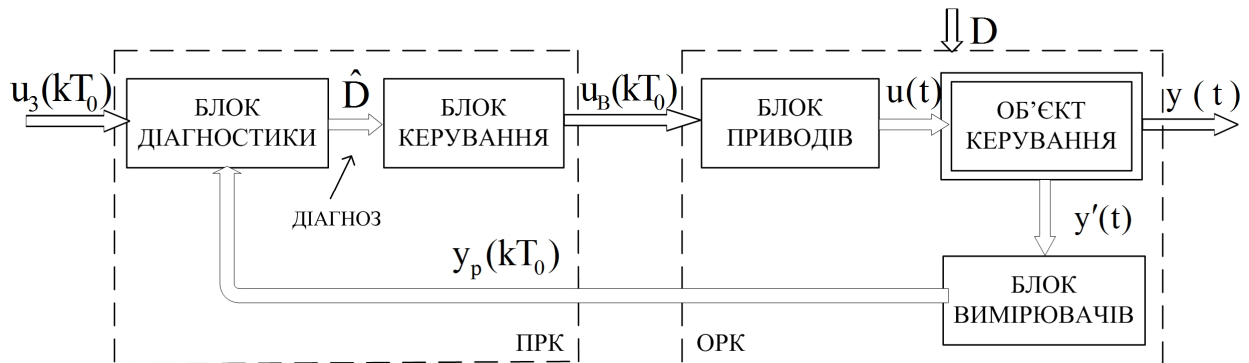 D
u₃(kT₀)
D̂
u_B(kT₀)
u(t)
y (t)
БЛОК
ДІАГНОСТИКИ
БЛОК
КЕРУВАННЯ
БЛОК
ПРИВОДІВ
ОБ’ЄКТ
КЕРУВАННЯ
ДІАГНОЗ
y′(t)
y_p(kT₀)
БЛОК
ВИМІРЮВАЧІВ
ПРК
ОРК